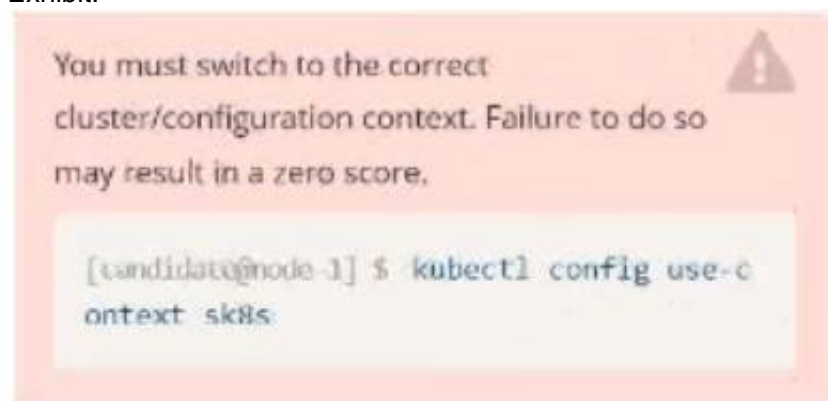 You must switch to the correct
cluster/configuration context. Failure to do so
may result in a zero score.
[candidate@node-1] $ kubectl config use-c
ontext sk8s